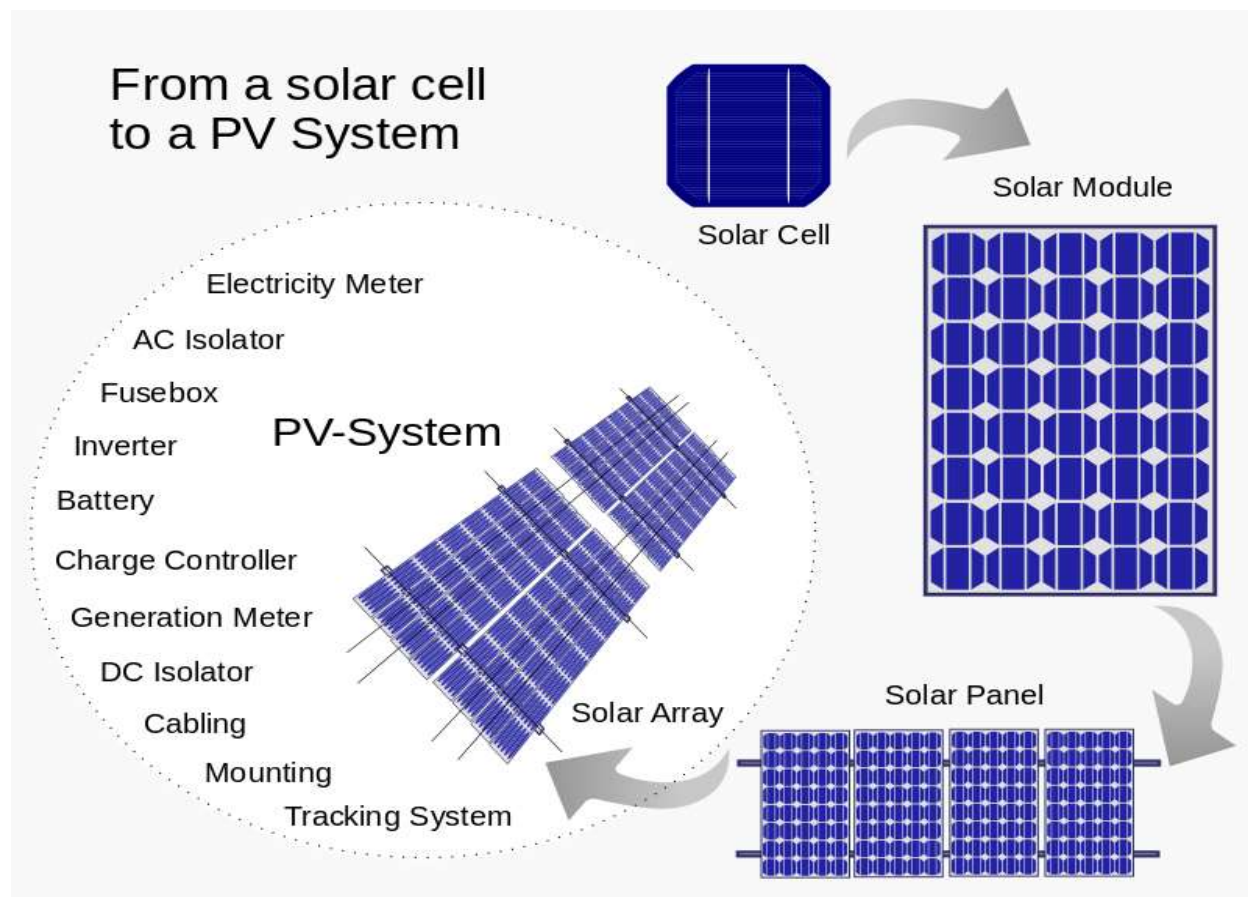 From a solar cell
to a PV System
Solar Cell
Solar Module
Electricity Meter
AC Isolator
Fusebox
Inverter
PV-System
Battery
Charge Controller
Generation Meter
DC Isolator
Cabling
Mounting
Tracking System
Solar Array
Solar Panel